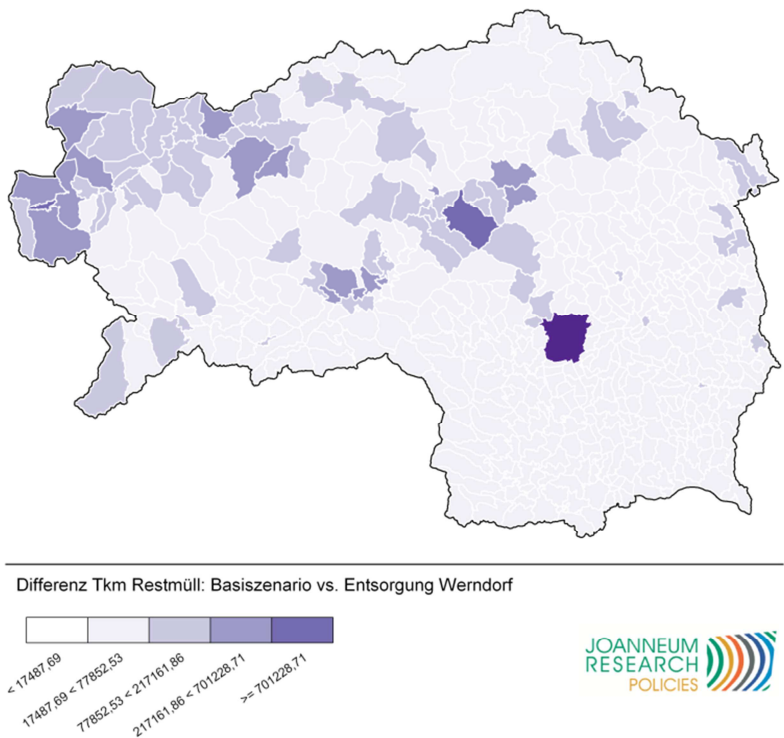 Differenz Tkm Restmüll: Basiszenario vs. Entsorgung Werndorf
< 17487,69
17487,69 < 77852,53
77852,53 < 217161,86
217161,86 < 701228,71
>= 701228,71
JOANNEUM
RESEARCH
POLICIES